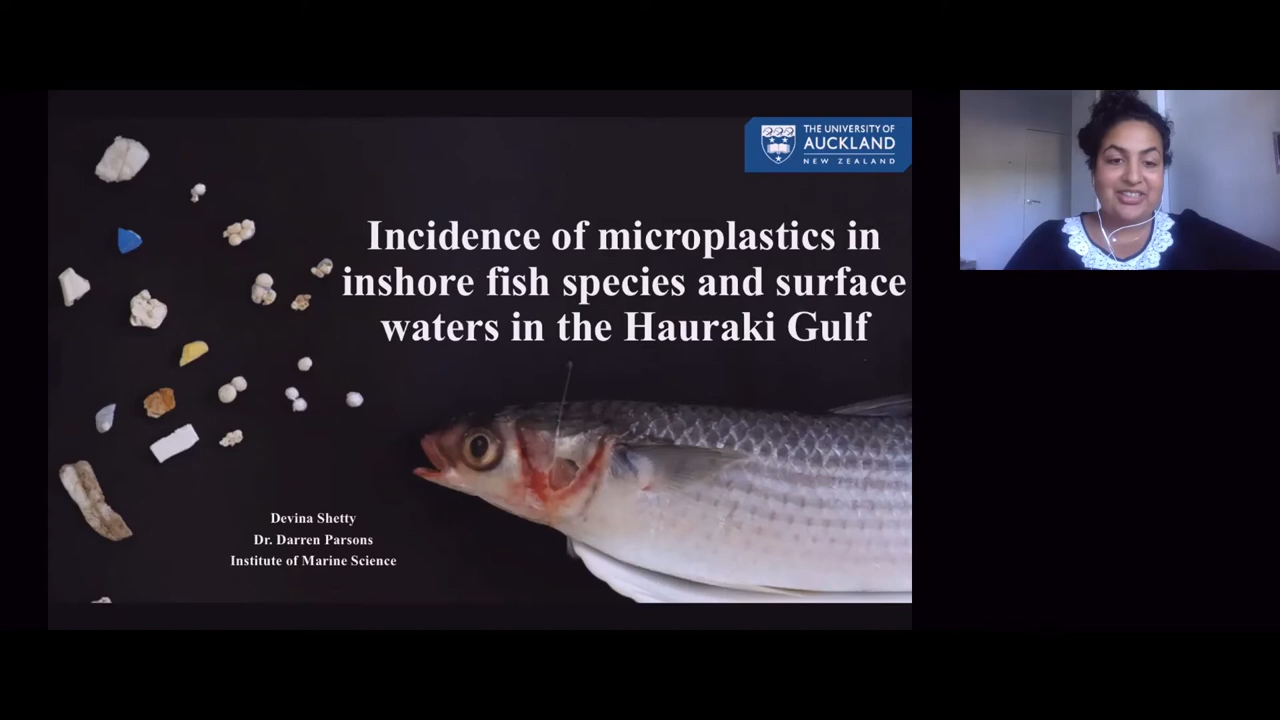 THE UNIVERSITY OF
AUCKLAND
NEW ZEALAND
Incidence of microplastics in
inshore fish species and surface
waters in the Hauraki Gulf
Devina Shetty
Dr. Darren Parsons
Institute of Marine Science